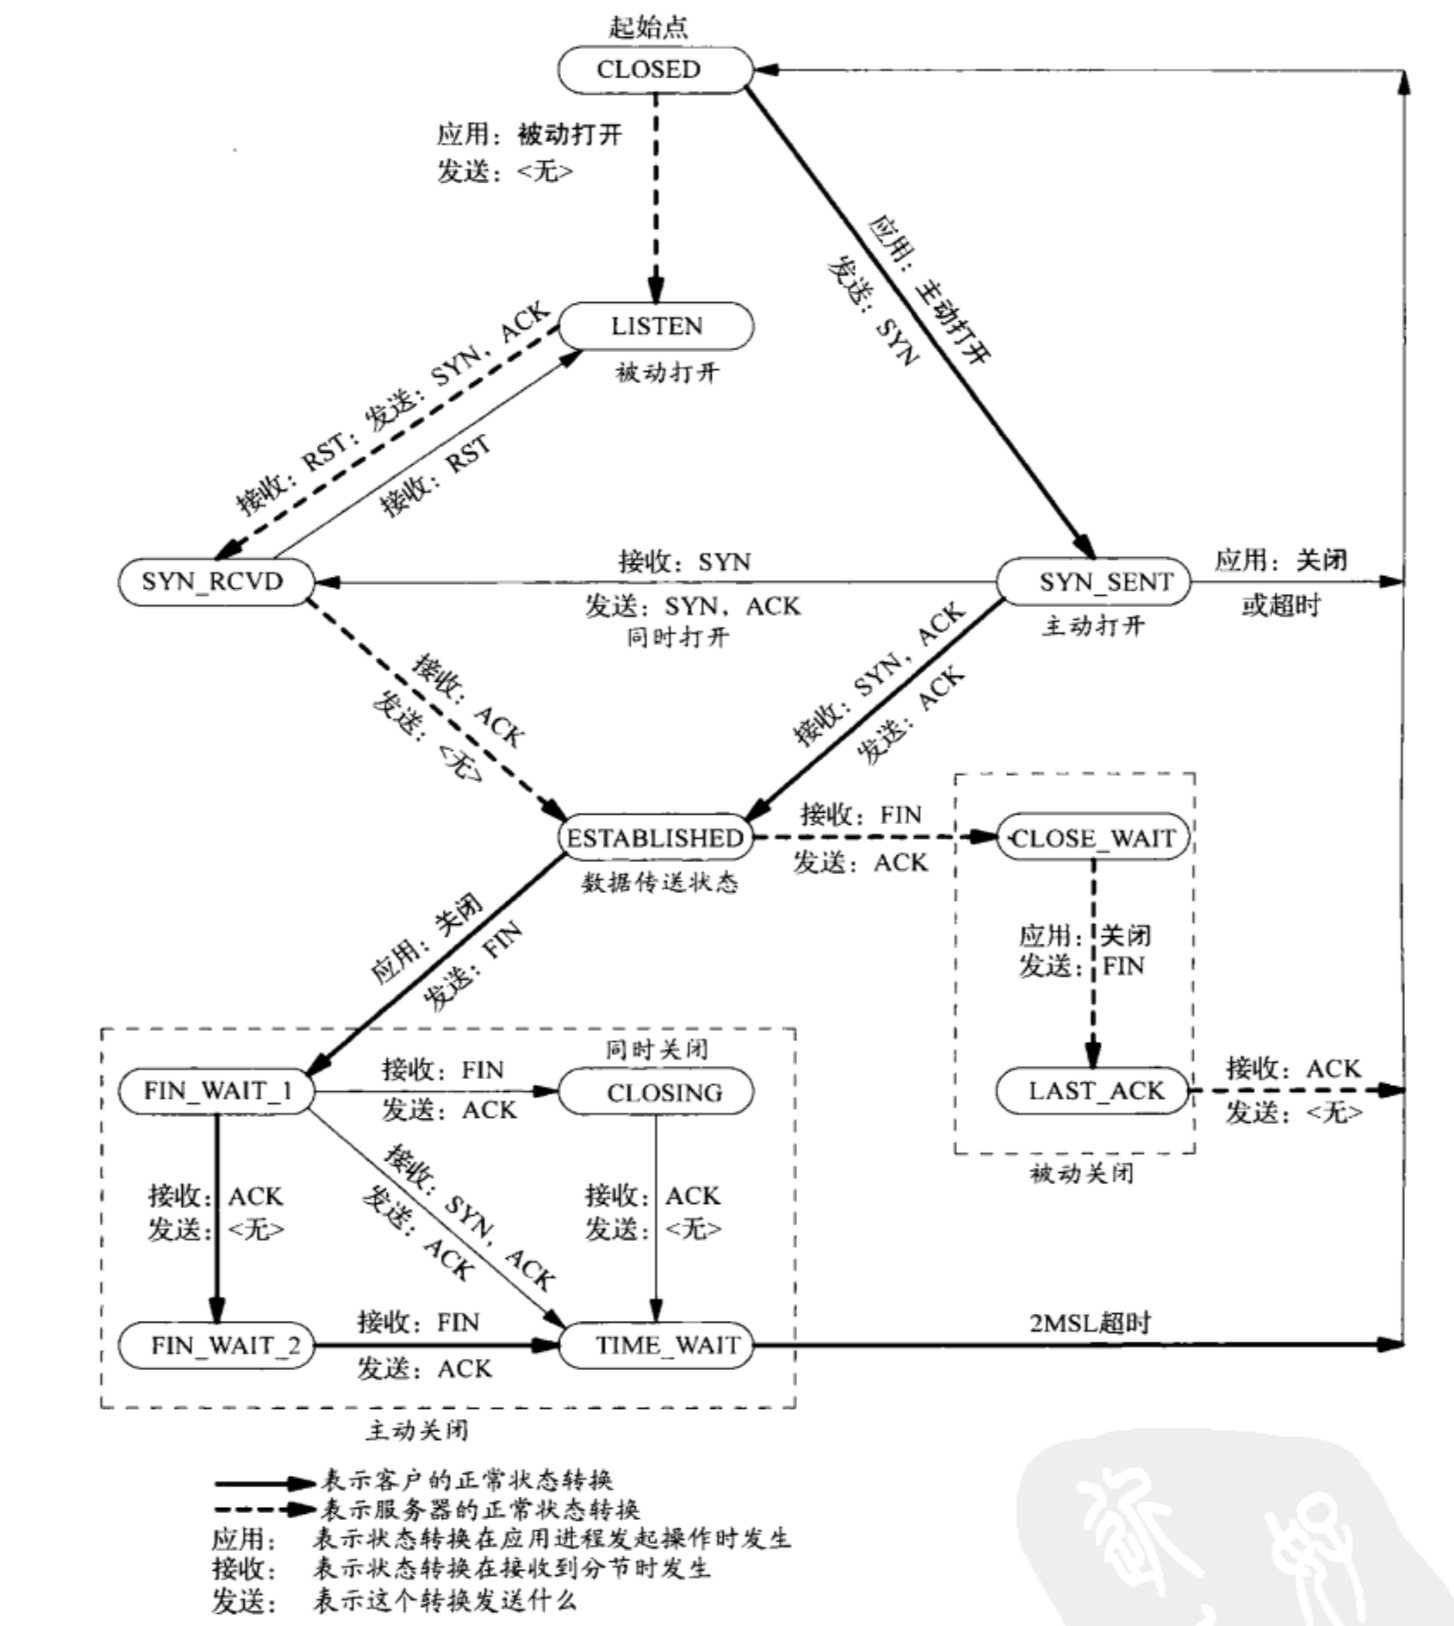 起始点
CLOSED
应用：被动打开
发送：<无>
应用：主动打开
发送：SYN
LISTEN
被动打开
接收：RST；发送：SYN，ACK
接收：RST
SYN_RCVD
接收：SYN
发送：SYN，ACK
同时打开
SYN_SENT
主动打开
应用：关闭
或超时
接收：ACK
发送：<无>
接收：SYN，ACK
发送：ACK
ESTABLISHED
数据传送状态
接收：FIN
发送：ACK
CLOSE_WAIT
应用：关闭
发送：FIN
应用：关闭
发送：FIN
LAST_ACK
接收：ACK
发送：<无>
被动关闭
同时关闭
FIN_WAIT_1
接收：FIN
发送：ACK
CLOSING
接收：ACK
发送：<无>
接收：SYN，ACK
发送：ACK
接收：ACK
发送：<无>
FIN_WAIT_2
接收：FIN
发送：ACK
TIME_WAIT
2MSL超时
主动关闭
表示客户的正常状态转换
表示服务器的正常状态转换
应用： 表示状态转换在应用进程发起操作时发生
接收： 表示状态转换在接收到分节时发生
发送： 表示这个转换发送什么